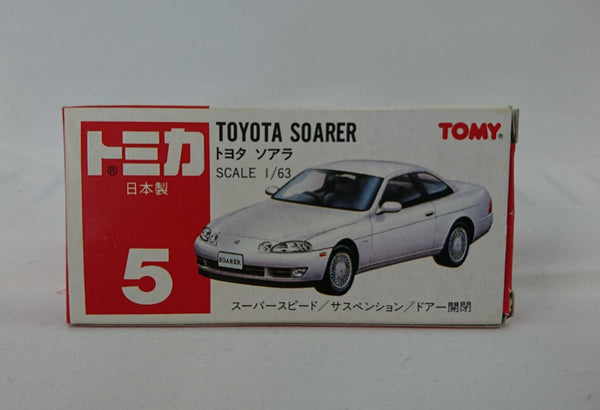 トミカ®
日本製
5
TOYOTA SOARER
トヨタ ソアラ
SCALE 1/63
TOMY®
SOARER
スーパースピード/サスペンション/ドアー開閉